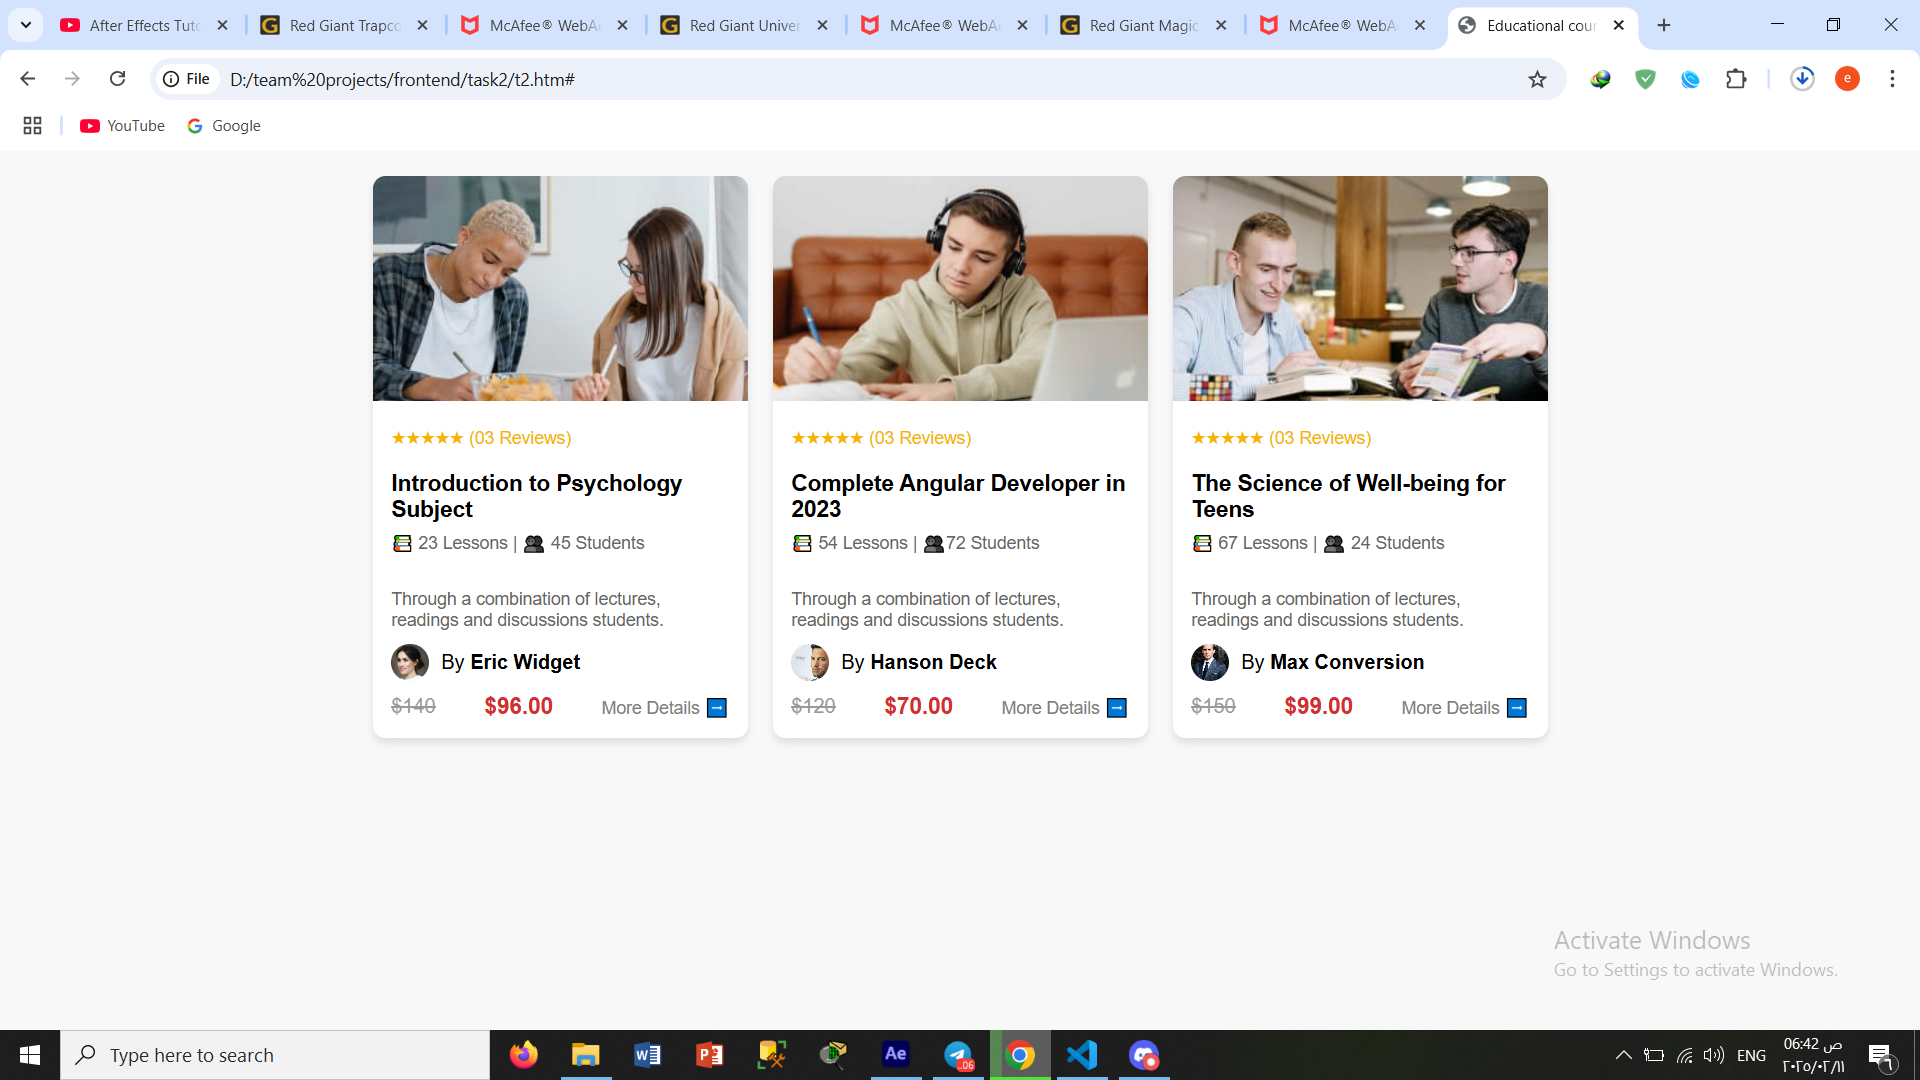 After Effects Tuto
Red Giant Trapco
McAfee® WebA
Red Giant Univer
McAfee® WebA
Red Giant Magic
McAfee® WebA
Educational cour
File
D:/team%20projects/frontend/task2/t2.htm#
e
YouTube
Google
★★★★★ (03 Reviews)
Introduction to Psychology
Subject
23 Lessons | 45 Students
Through a combination of lectures,
readings and discussions students.
By Eric Widget
$140 $96.00 More Details →
★★★★★ (03 Reviews)
Complete Angular Developer in
2023
54 Lessons | 72 Students
Through a combination of lectures,
readings and discussions students.
By Hanson Deck
$120 $70.00 More Details →
★★★★★ (03 Reviews)
The Science of Well-being for
Teens
67 Lessons | 24 Students
Through a combination of lectures,
readings and discussions students.
By Max Conversion
$150 $99.00 More Details →
Activate Windows
Go to Settings to activate Windows.
Type here to search
Ae
..06
ENG
06:42 ص
٢٠٢٥/٠٢/١١
٦